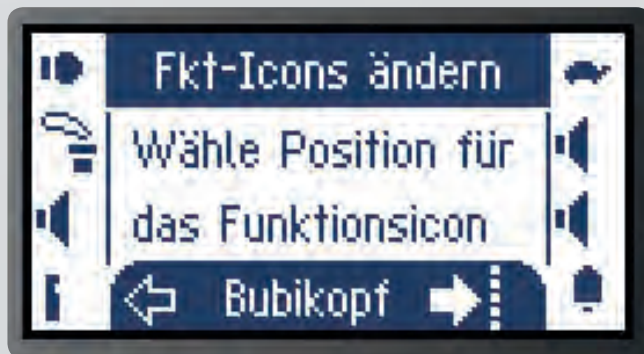 Fkt-Icons ändern
Wähle Position für
das Funktionsicon
Bubikopf